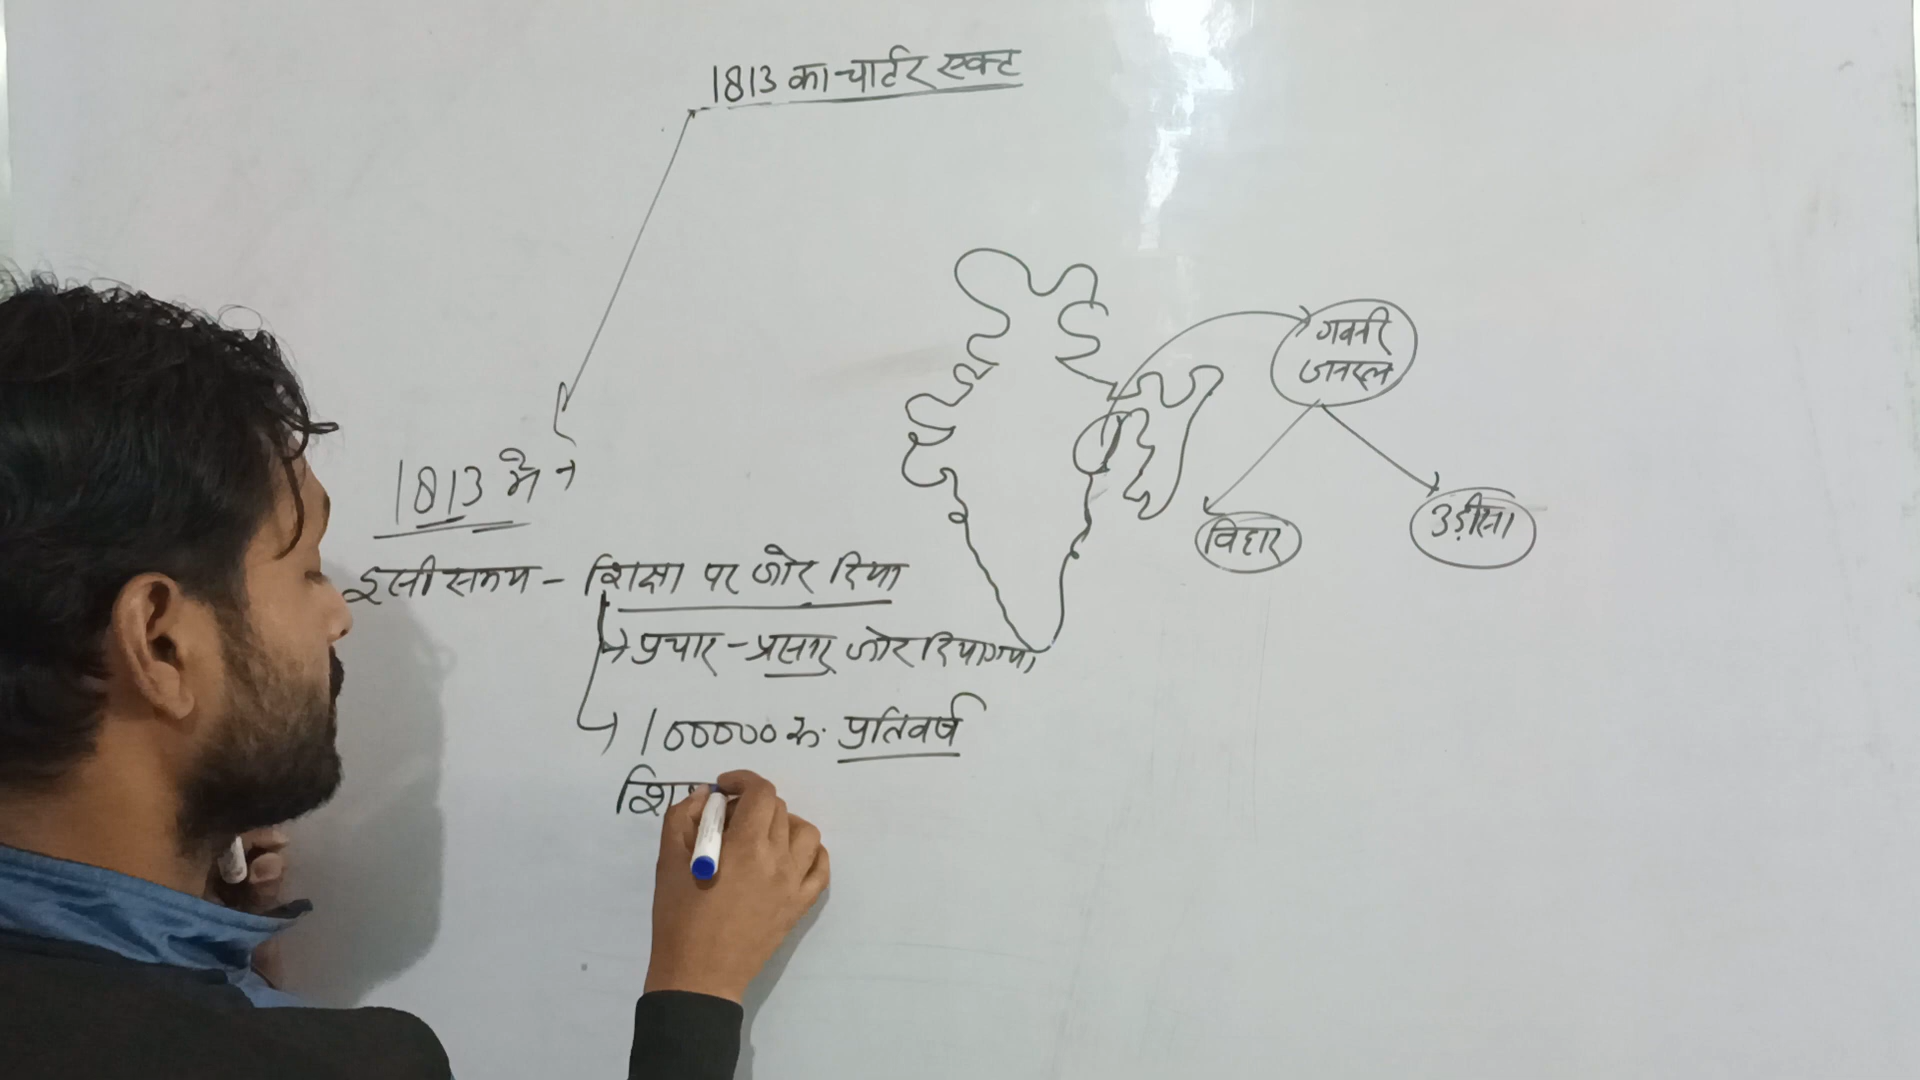 1813 का चार्टर एक्ट
1813 मे
इसी समय - शिक्षा पर जोर दिया
प्रचार - प्रसार जोर दिया गया
100000 रु. प्रतिवर्ष
गवर्नर
जनरल
विहार
उड़ीसा